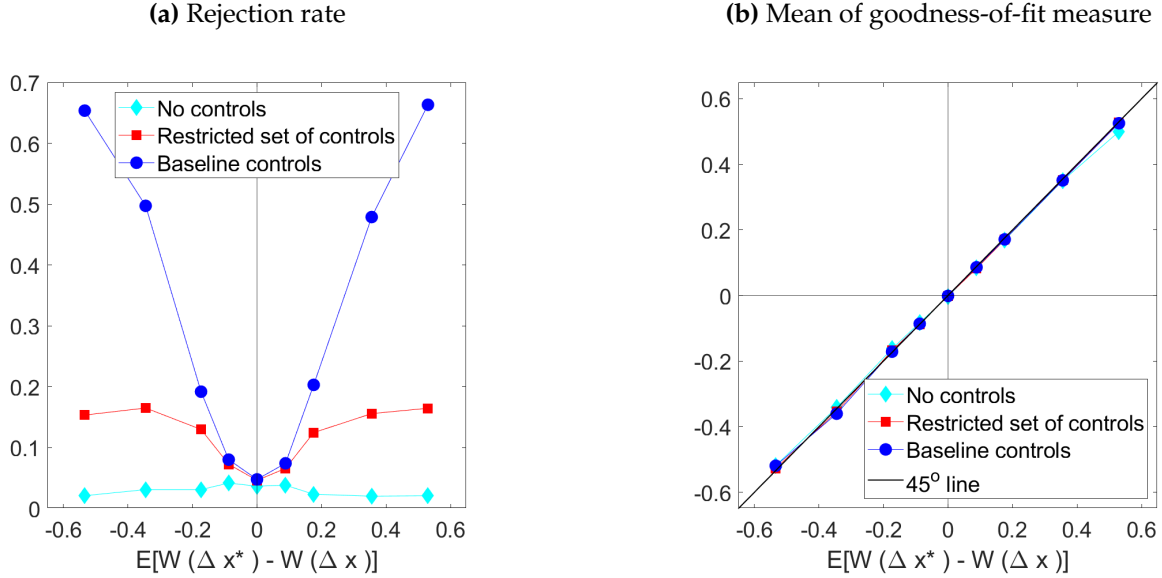 (a) Rejection rate
0.7
0.6
0.5
0.4
0.3
0.2
0.1
0
-0.6 -0.4 -0.2 0 0.2 0.4 0.6
No controls
Restricted set of controls
Baseline controls
E[W (Δ x* ) - W (Δ x )]
(b) Mean of goodness-of-fit measure
0.6
0.4
0.2
0
-0.2
-0.4
-0.6
-0.6 -0.4 -0.2 0 0.2 0.4 0.6
No controls
Restricted set of controls
Baseline controls
45° line
E[W (Δ x* ) - W (Δ x )]